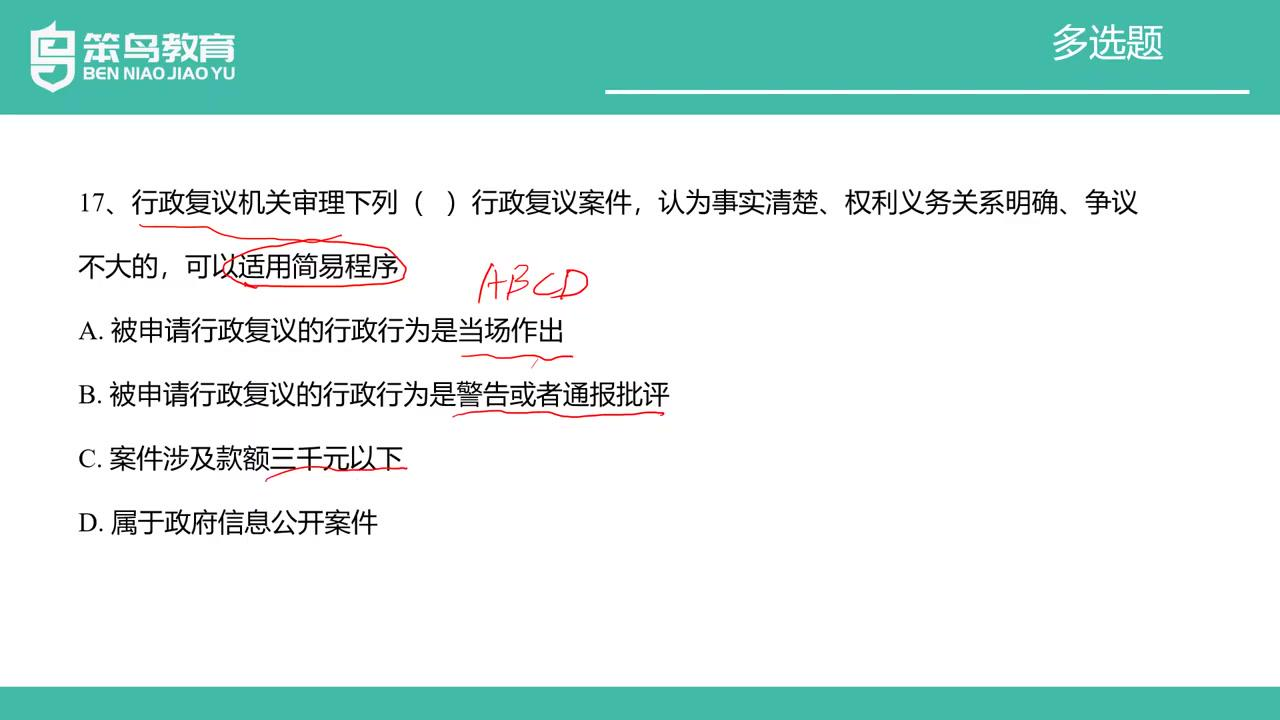 笨鸟教育
BEN NIAO JIAO YU
多选题
17、行政复议机关审理下列（ ）行政复议案件，认为事实清楚、权利义务关系明确、争议
不大的，可以适用简易程序
ABCD
A. 被申请行政复议的行政行为是当场作出
B. 被申请行政复议的行政行为是警告或者通报批评
C. 案件涉及款额三千元以下
D. 属于政府信息公开案件